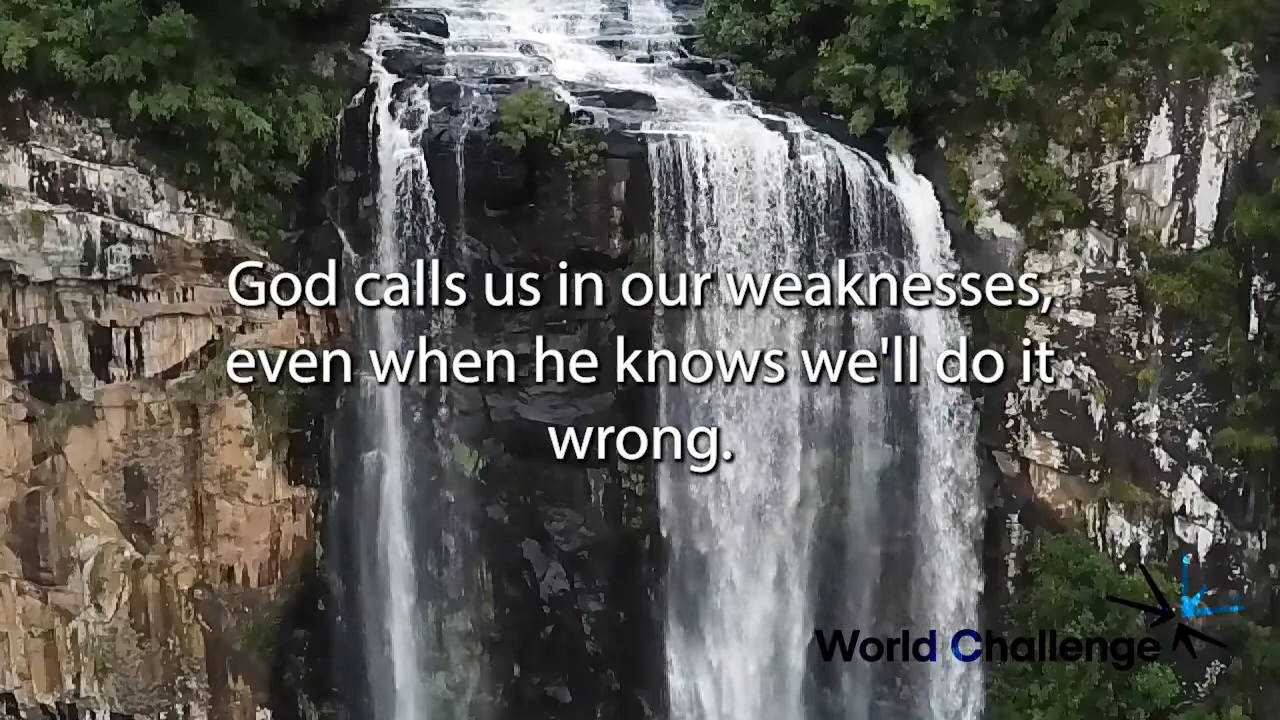 God calls us in our weaknesses,
even when he knows we'll do it
wrong.
World Challenge